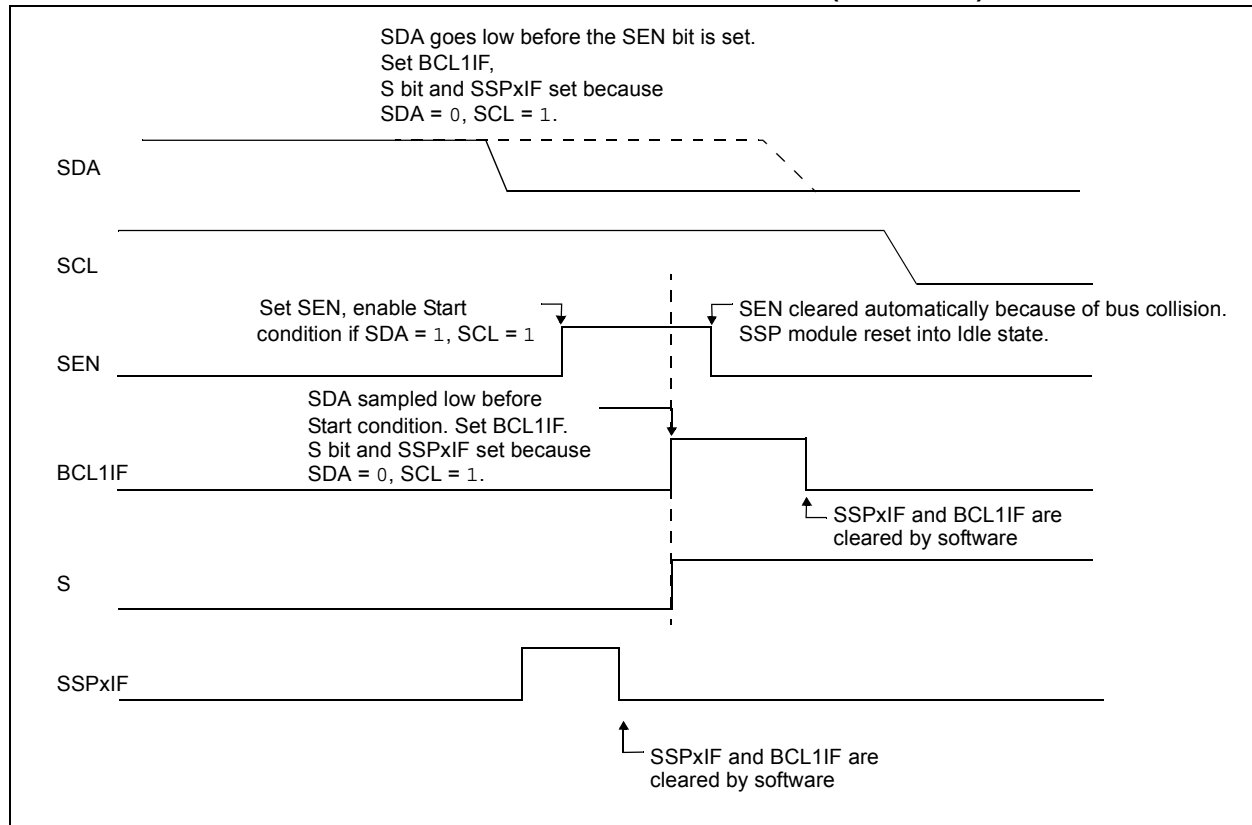 SDA goes low before the SEN bit is set.
Set BCL1IF,
S bit and SSPxIF set because
SDA = 0, SCL = 1.
SDA
SCL
Set SEN, enable Start
condition if SDA = 1, SCL = 1
SEN cleared automatically because of bus collision.
SSP module reset into Idle state.
SEN
SDA sampled low before
Start condition. Set BCL1IF.
S bit and SSPxIF set because
SDA = 0, SCL = 1.
BCL1IF
SSPxIF and BCL1IF are
cleared by software
S
SSPxIF
SSPxIF and BCL1IF are
cleared by software